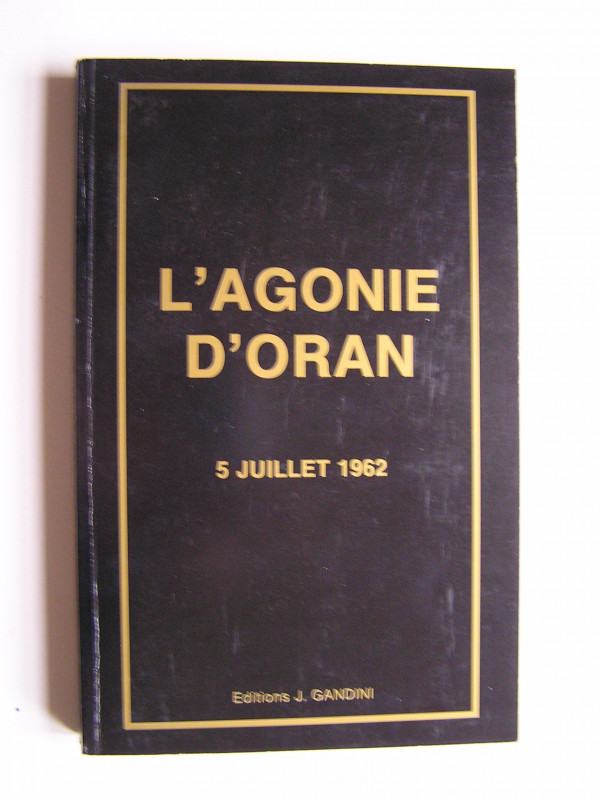 L'AGONIE
D'ORAN
5 JUILLET 1962
Editions J. GANDINI